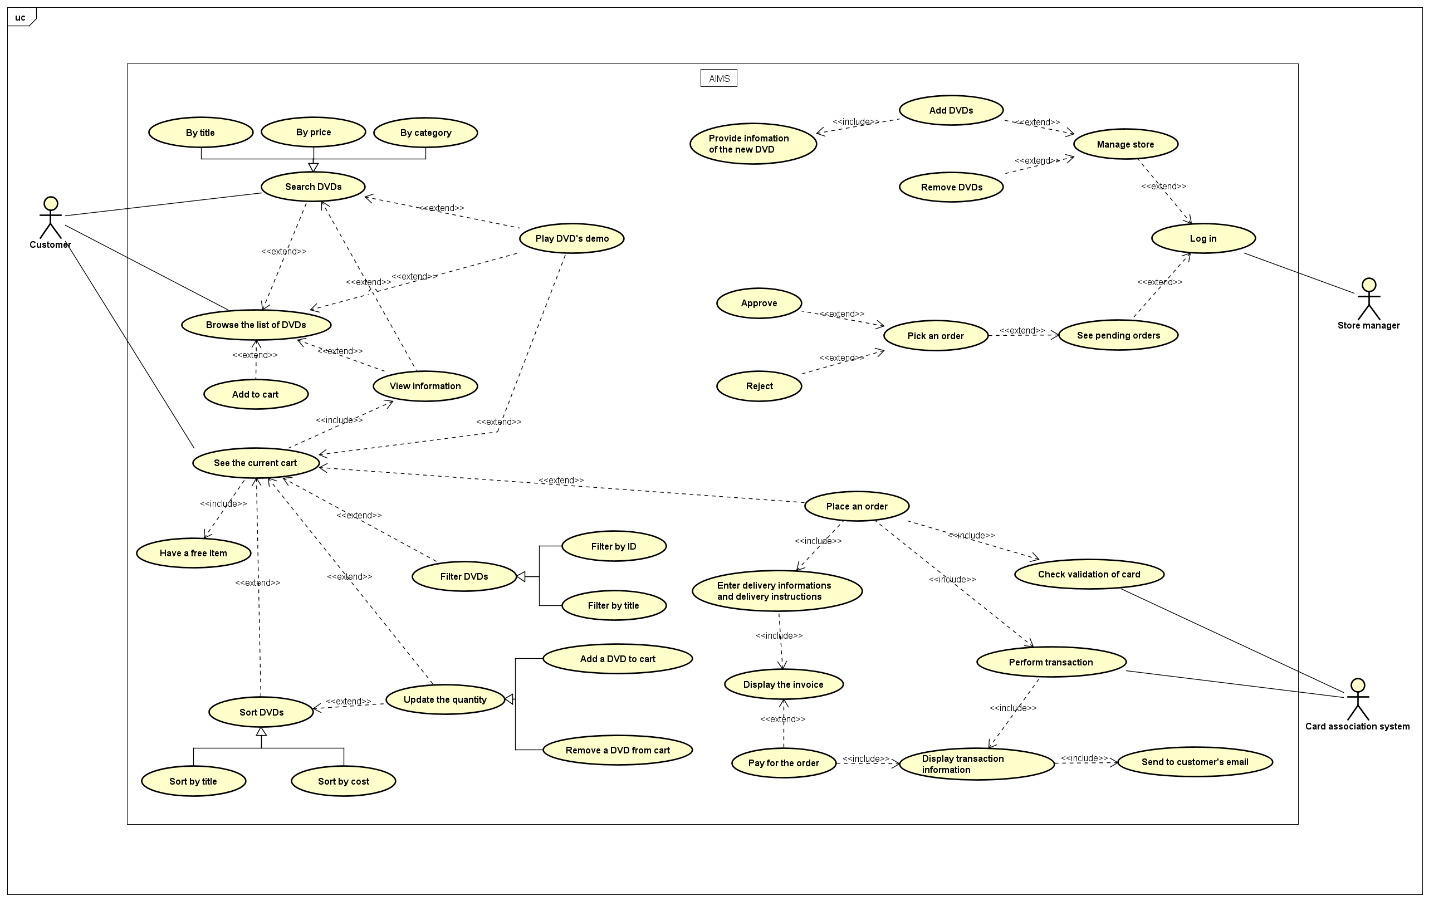 uc
AIMS
Add DVDs
By title
By price
By category
<<include>>
<<extend>>
Provide infomation
of the new DVD
Manage store
<<extend>>
Search DVDs
Remove DVDs
<<extend>>
<<extend>>
Customer
Play DVD's demo
Log in
<<extend>>
<<extend>>
<<extend>>
<<extend>>
Approve
<<extend>>
Browse the list of DVDs
Store manager
<<extend>>
Pick an order
See pending orders
<<extend>>
<<extend>>
<<extend>>
Add to cart
View information
Reject
<<include>>
<<extend>>
See the current cart
<<extend>>
<<include>>
Place an order
<<extend>>
<<include>>
<<include>>
Have a free item
Filter by ID
Filter DVDs
Check validation of card
<<extend>>
<<extend>>
<<include>>
Enter delivery informations
and delivery instructions
Filter by title
<<include>>
Add a DVD to cart
Perform transaction
Display the invoice
Sort DVDs
<<extend>>
Update the quantity
<<include>>
<<extend>>
Card association system
Remove a DVD from cart
Pay for the order
<<include>>
Display transaction
information
<<include>>
Send to customer's email
Sort by title
Sort by cost